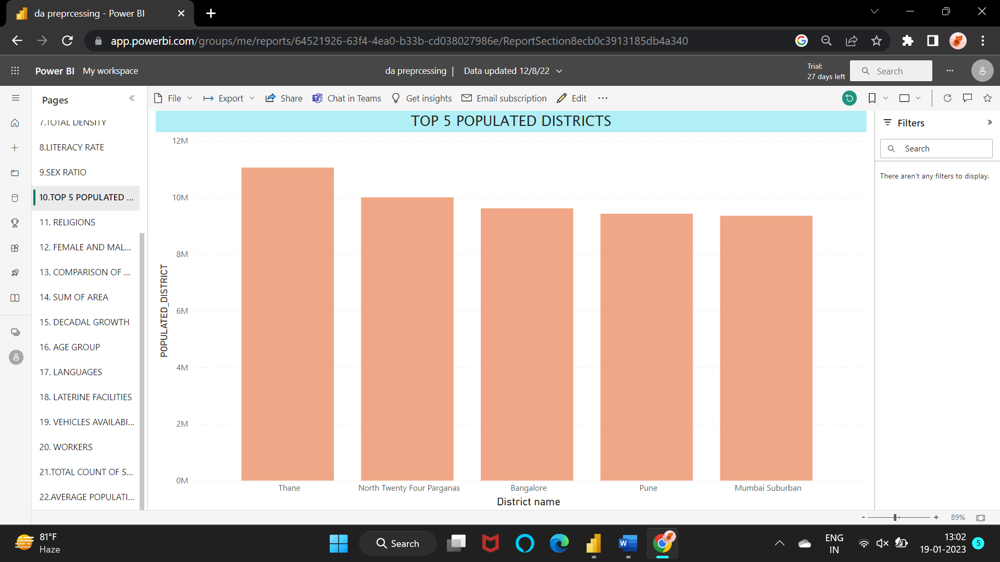 da preprcessing - Power BI
app.powerbi.com/groups/me/reports/64521926-63f4-4ea0-b33b-cd038027986e/ReportSection8ecb0c3913185db4a340
Power BI My workspace
da preprcessing | Data updated 12/8/22
Trial:
27 days left
Search
Pages
File
Export
Share
Chat in Teams
Get insights
Email subscription
Edit
7.TOTAL DENSITY
8.LITERACY RATE
9.SEX RATIO
10.TOP 5 POPULATED ...
11. RELIGIONS
12. FEMALE AND MAL...
13. COMPARISON OF ...
14. SUM OF AREA
15. DECADAL GROWTH
16. AGE GROUP
17. LANGUAGES
18. LATERINE FACILITIES
19. VEHICLES AVAILABI...
20. WORKERS
21.TOTAL COUNT OF S...
22.AVERAGE POPULATI...
TOP 5 POPULATED DISTRICTS
POPULATED_DISTRICT
12M
10M
8M
6M
4M
2M
0M
Thane
North Twenty Four Parganas
Bangalore
Pune
Mumbai Suburban
District name
Filters
Search
There aren't any filters to display.
- + 89%
81°F
Haze
Search
W
ENG
IN
13:02
19-01-2023
5